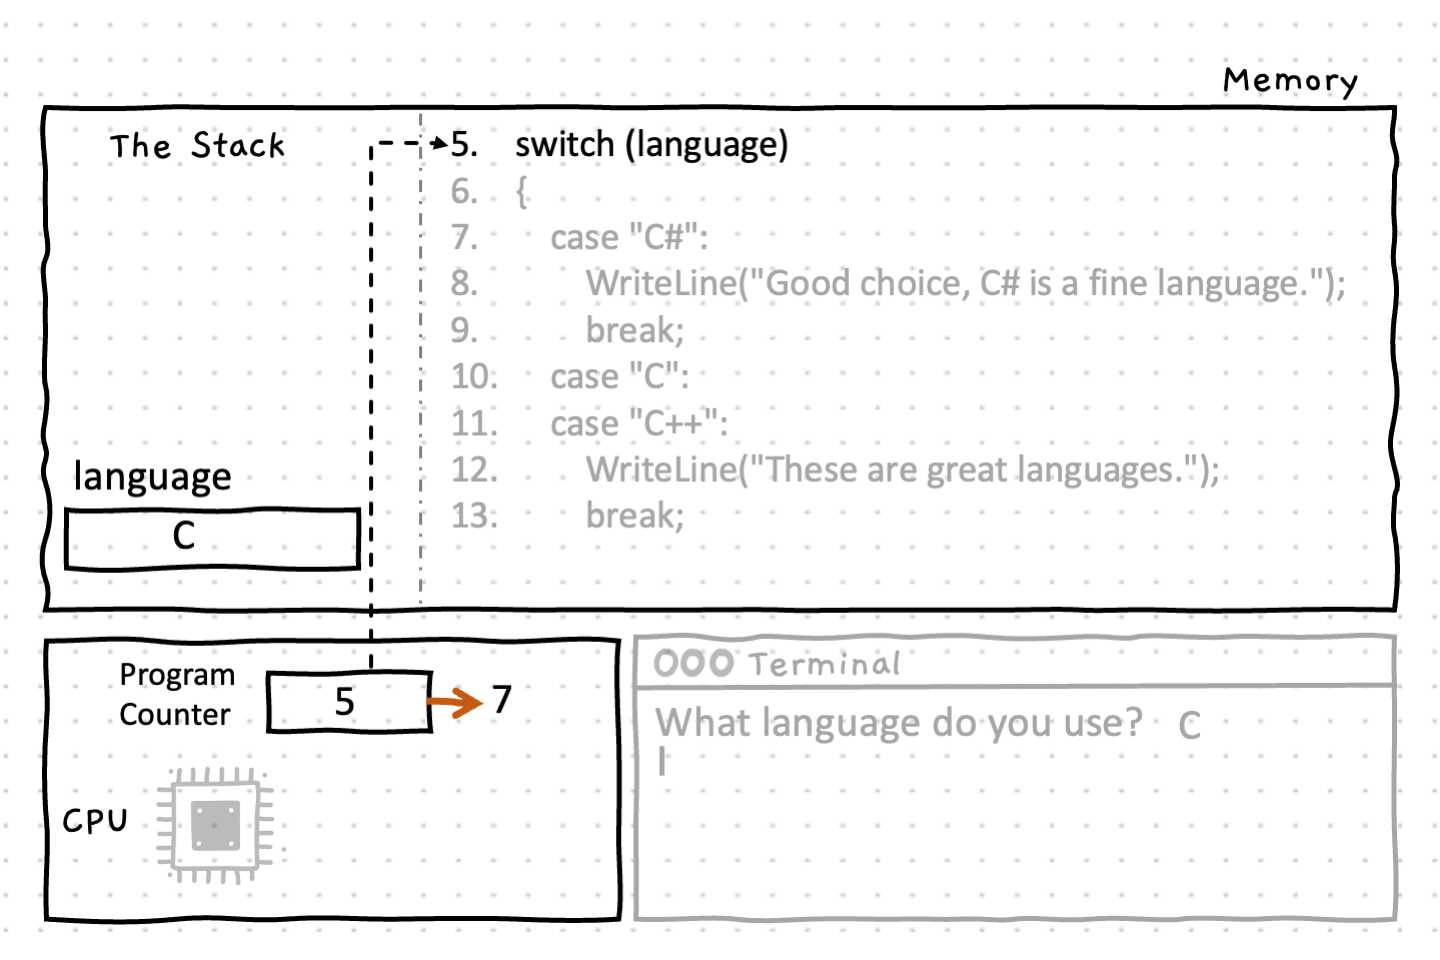 Memory
The Stack
5. switch (language)
6. {
7. case "C#":
8. WriteLine("Good choice, C# is a fine language.");
9. break;
10. case "C":
11. case "C++":
12. WriteLine("These are great languages.");
13. break;
language
C
Program
Counter
5
7
CPU
Terminal
What language do you use? C